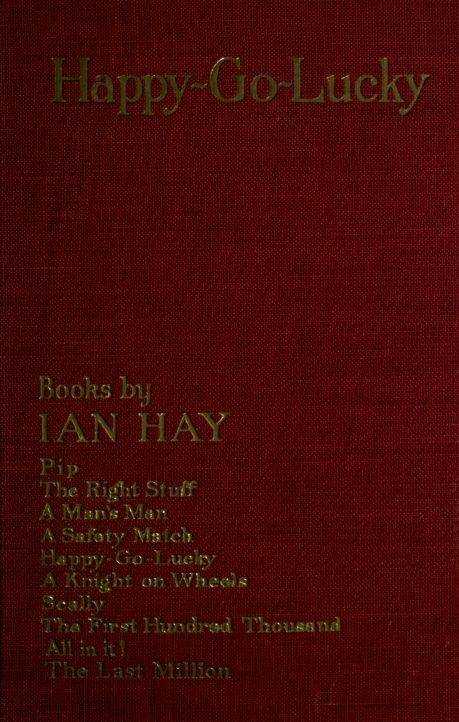 Happy-Go-Lucky
Books by
IAN HAY
Pip
The Right Stuff
A Man's Man
A Safety Match
Happy-Go-Lucky
A Knight on Wheels
Scally
The First Hundred Thousand
All in it!
The Last Million